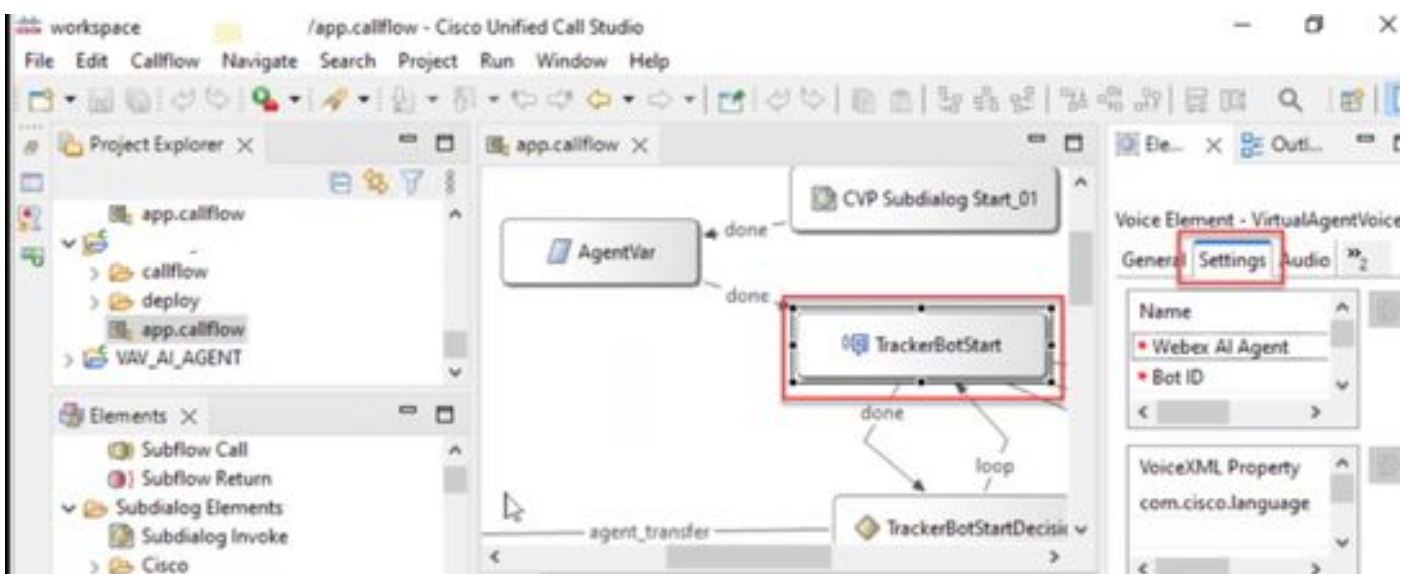 workspace /app.callflow - Cisco Unified Call Studio
File Edit Callflow Navigate Search Project Run Window Help
Project Explorer
app.callflow
callflow
deploy
app.callflow
VAV_AI_AGENT
Elements
Subflow Call
Subflow Return
Subdialog Elements
Subdialog Invoke
Cisco
app.callflow
CVP Subdialog Start_01
done
AgentVar
done
TrackerBotStart
done
loop
agent_transfer
TrackerBotStartDecisi
Ele... Outl...
Voice Element - VirtualAgentVoice
General Settings Audio »2
Name
* Webex AI Agent
* Bot ID
VoiceXML Property
com.cisco.language